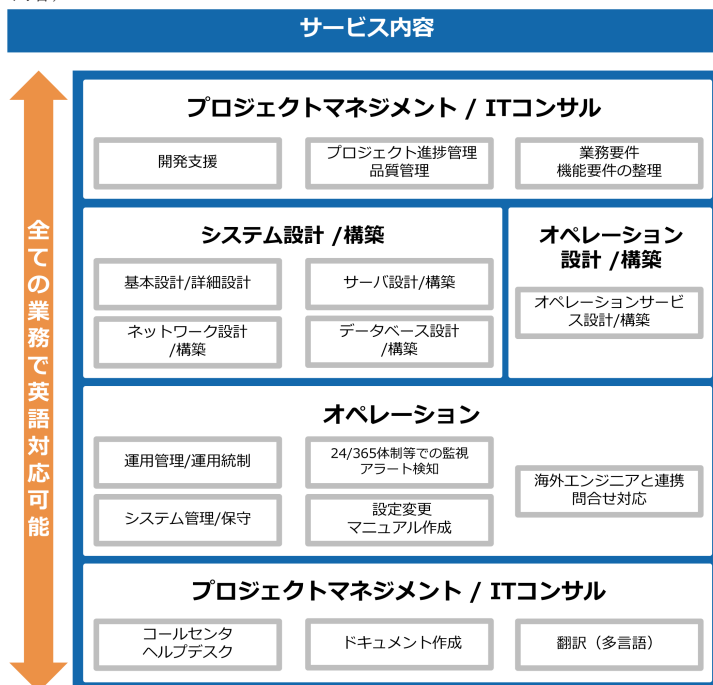 サービス内容
全ての業務で英語対応可能
プロジェクトマネジメント / ITコンサル
開発支援
プロジェクト進捗管理
品質管理
業務要件
機能要件の整理
システム設計 /構築
基本設計/詳細設計
サーバ設計/構築
ネットワーク設計
/構築
データベース設計
/構築
オペレーション
設計 /構築
オペレーションサービ
ス設計/構築
オペレーション
運用管理/運用統制
24/365体制等での監視
アラート検知
システム管理/保守
設定変更
マニュアル作成
海外エンジニアと連携
問合せ対応
プロジェクトマネジメント / ITコンサル
コールセンタ
ヘルプデスク
ドキュメント作成
翻訳（多言語）